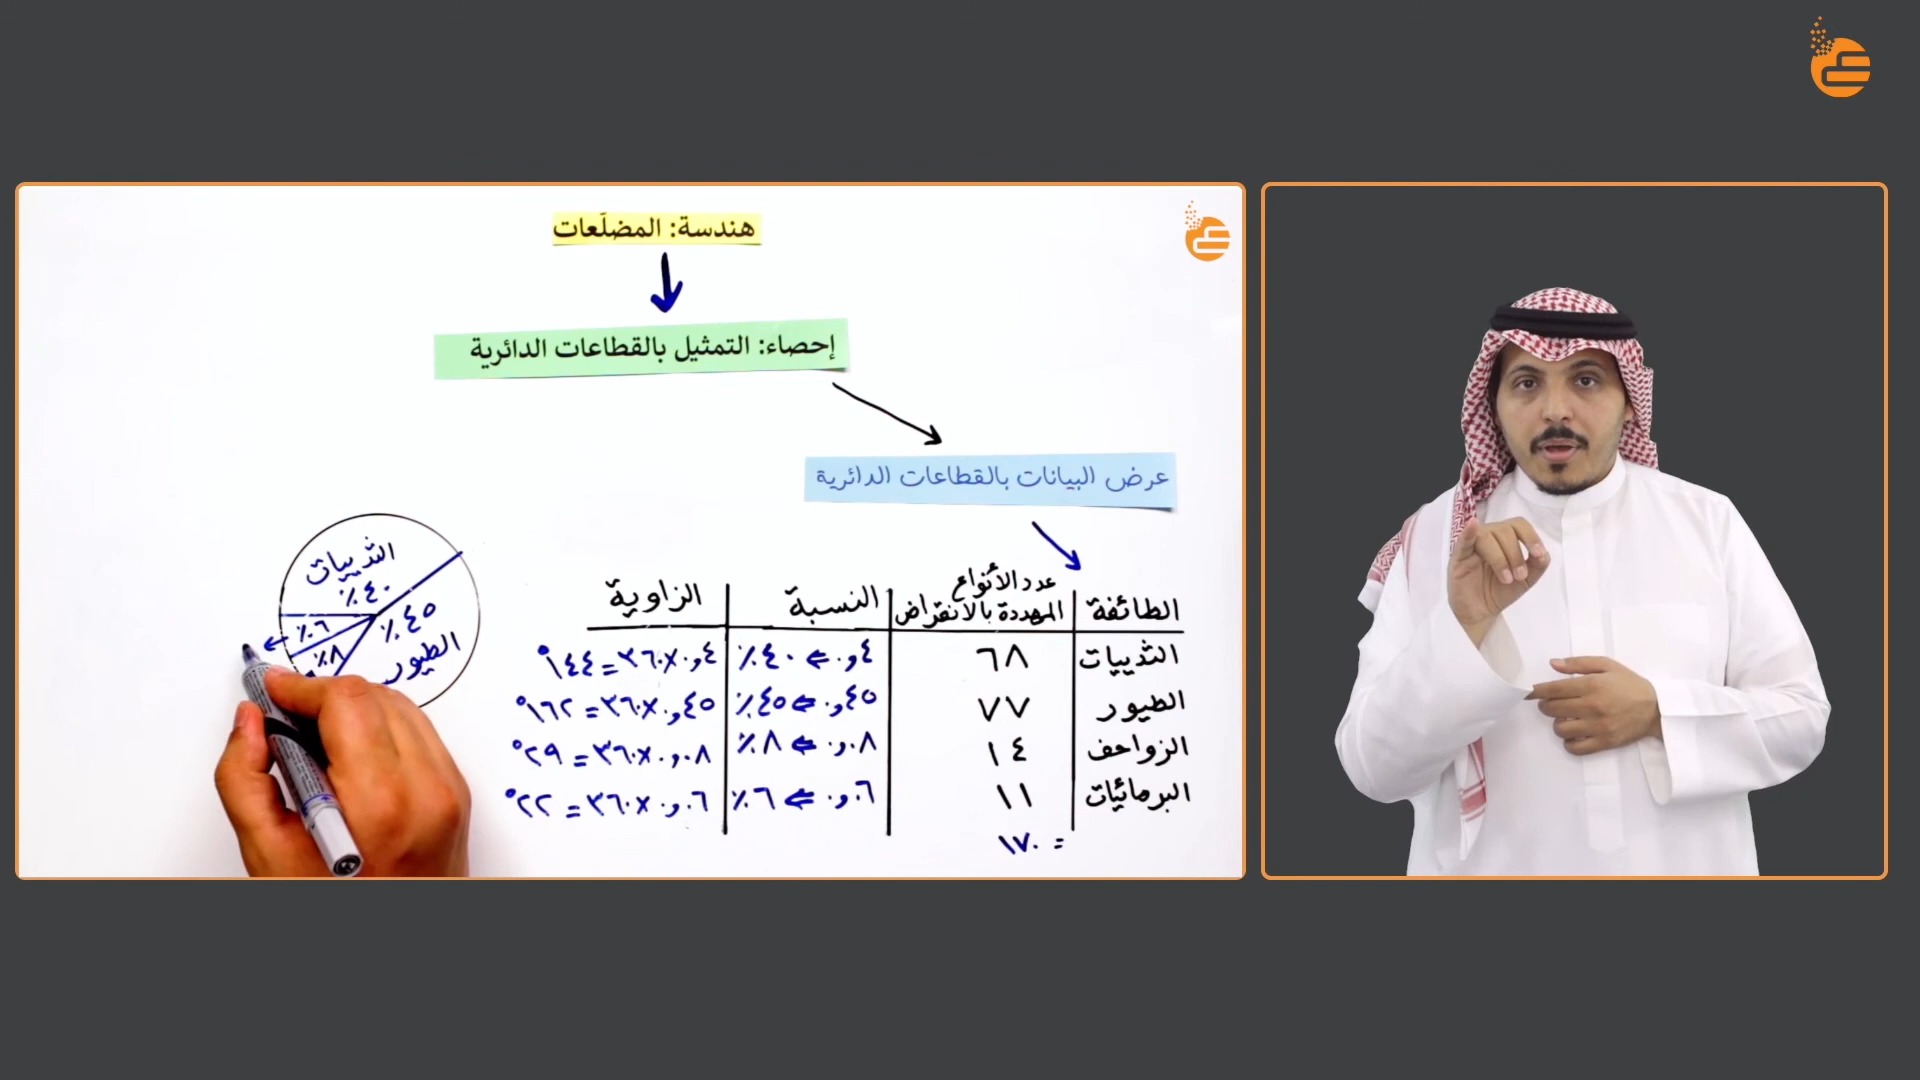 هندسة: المضلّعات
إحصاء: التمثيل بالقطاعات الدائرية
عرض البيانات بالقطاعات الدائرية
الطائفة | عدد الأنواع المهددة بالانقراض | النسبة | الزاوية
الثدييات | ٦٨ | ٠,٤ ⇐ ٤٠٪ | ٠,٤ × ٣٦٠ = ١٤٤°
الطيور | ٧٧ | ٠,٤٥ ⇐ ٤٥٪ | ٠,٤٥ × ٣٦٠ = ١٦٢°
الزواحف | ١٤ | ٠,٠٨ ⇐ ٨٪ | ٠,٠٨ × ٣٦٠ = ٢٩°
البرمائيات | ١١ | ٠,٠٦ ⇐ ٦٪ | ٠,٠٦ × ٣٦٠ = ٢٢°
= ١٧٠
الثدييات
٤٠٪
٤٥٪
الطيور
٦٪
٨٪